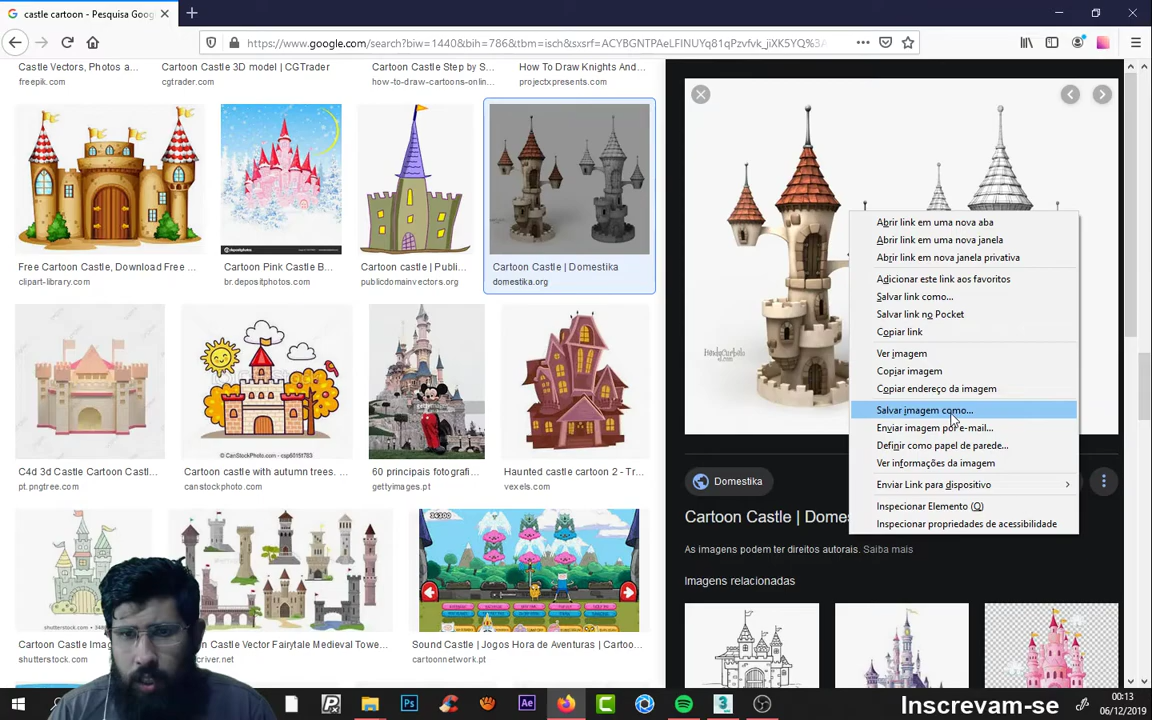 castle cartoon - Pesquisa Goog
https://www.google.com/search?biw=1440&bih=786&tbm=isch&sxsrf=ACYBGNTPAeLFINUYq81qPzvfvk_jiXK5YQ%3A
Castle Vectors, Photos a...
freepik.com
Cartoon Castle 3D model | CGTrader
cgtrader.com
Cartoon Castle Step by S...
how-to-draw-cartoons-onlin...
How To Draw Knights And...
projectxpresents.com
Free Cartoon Castle, Download Free ...
clipart-library.com
Cartoon Pink Castle B...
br.depositphotos.com
Cartoon castle | Publi...
publicdomainvectors.org
Cartoon Castle | Domestika
domestika.org
C4d 3d Castle Cartoon Castl...
pt.pngtree.com
Cartoon castle with autumn trees. ...
canstockphoto.com
60 principais fotografi...
gettyimages.pt
Haunted castle cartoon 2 - Tr...
vexels.com
Cartoon Castle Ima
shutterstock.com
Castle Vector Fairytale Medieval Towe...
Sound Castle | Jogos Hora de Aventuras | Cartoo...
cartoonnetwork.pt
Abrir link em uma nova aba
Abrir link em uma nova janela
Abrir link em nova janela privativa
Adicionar este link aos favoritos
Salvar link como...
Salvar link no Pocket
Copiar link
Ver imagem
Copiar imagem
Copiar endereço da imagem
Salvar imagem como...
Enviar imagem por e-mail...
Definir como papel de parede...
Ver informações da imagem
Enviar Link para dispositivo
Inspecionar Elemento (Q)
Inspecionar propriedades de acessibilidade
Domestika
Cartoon Castle | Dome
As imagens podem ter direitos autorais. Saiba mais
Imagens relacionadas
Inscrevam-se
00:13
06/12/2019